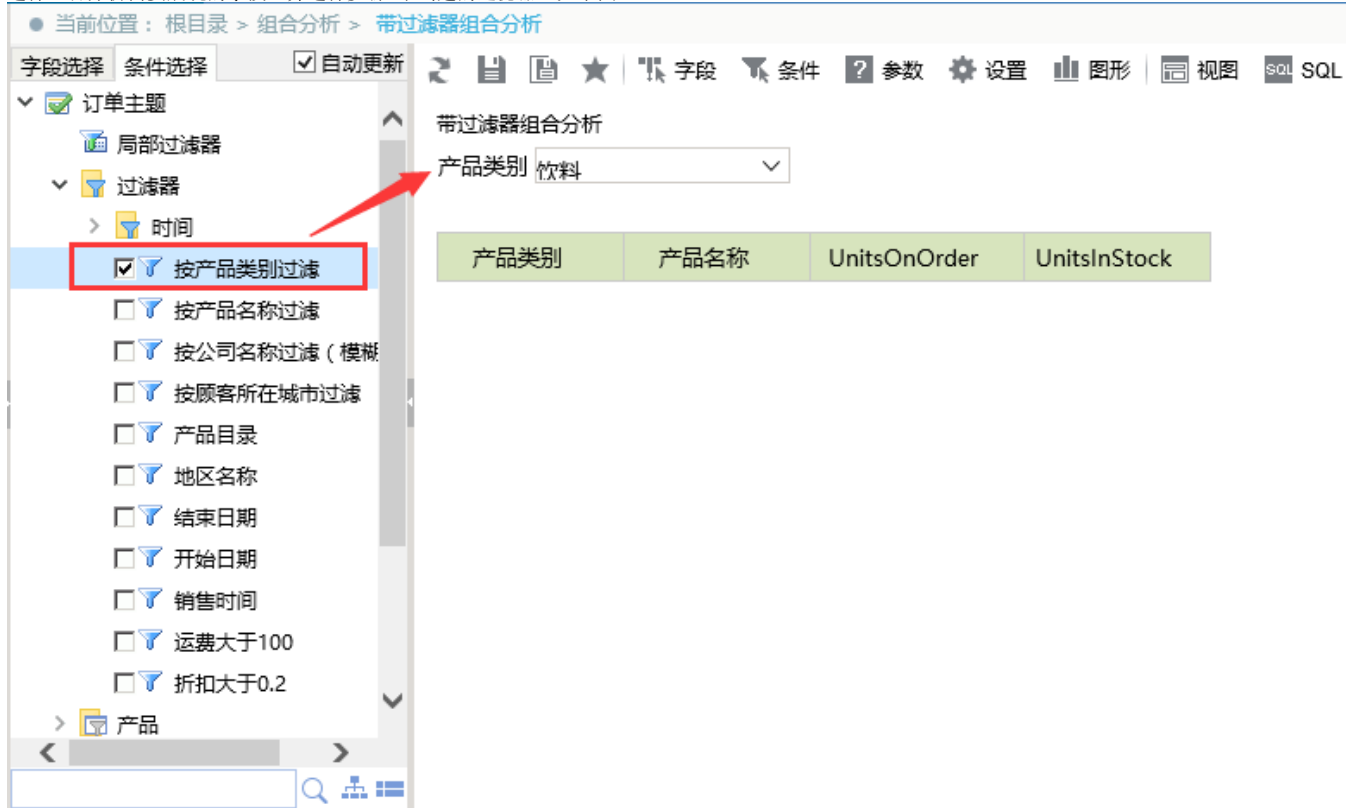 当前位置： 根目录 > 组合分析 > 带过滤器组合分析
字段选择 条件选择 自动更新
字段 条件 参数 设置 图形 视图 SQL SQL
订单主题
局部过滤器
过滤器
时间
按产品类别过滤
按产品名称过滤
按公司名称过滤（模糊
按顾客所在城市过滤
产品目录
地区名称
结束日期
开始日期
销售时间
运费大于100
折扣大于0.2
产品
带过滤器组合分析
产品类别 饮料
产品类别 产品名称 UnitsOnOrder UnitsInStock